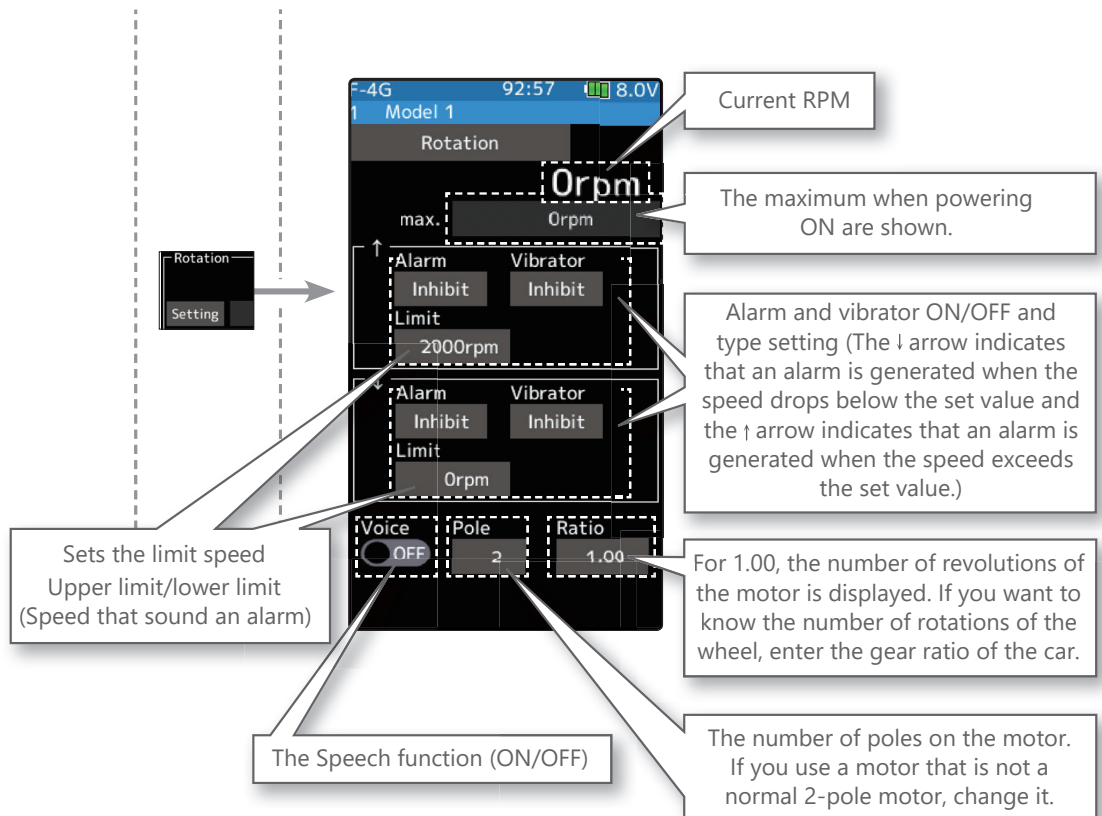 F-4G 92:57 8.0V
1 Model 1
Rotation
0rpm
max. 0rpm
↑
Alarm Vibrator
Inhibit Inhibit
Limit
2000rpm
↓
Alarm Vibrator
Inhibit Inhibit
Limit
0rpm
Voice Pole Ratio
OFF 2 1.00
Rotation
Setting
Current RPM
The maximum when powering
ON are shown.
Alarm and vibrator ON/OFF and
type setting (The ↓ arrow indicates
that an alarm is generated when the
speed drops below the set value and
the ↑ arrow indicates that an alarm is
generated when the speed exceeds
the set value.)
Sets the limit speed
Upper limit/lower limit
(Speed that sound an alarm)
For 1.00, the number of revolutions of
the motor is displayed. If you want to
know the number of rotations of the
wheel, enter the gear ratio of the car.
The Speech function (ON/OFF)
The number of poles on the motor.
If you use a motor that is not a
normal 2-pole motor, change it.